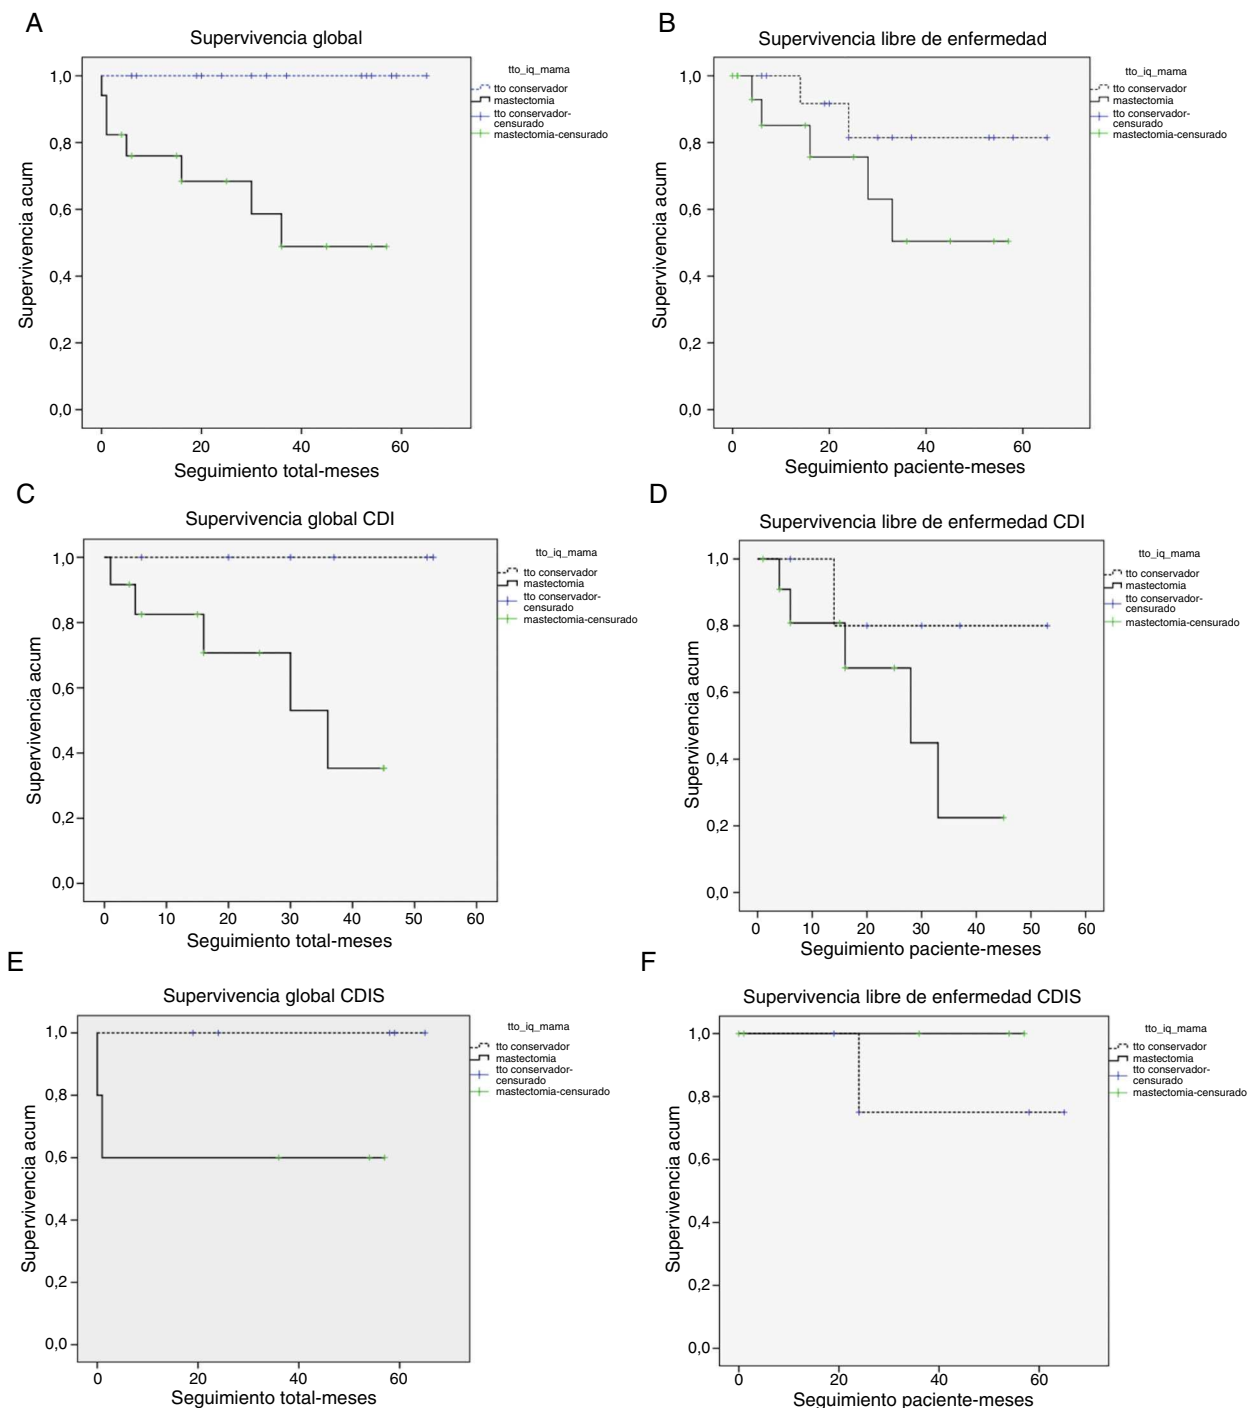 A
Supervivencia global
Supervivencia acum
1,0
0,8
0,6
0,4
0,2
0,0
0 20 40 60
Seguimiento total-meses
tto_iq_mama
tto conservador
mastectomia
tto conservador-
censurado
mastectomia-censurado
B
Supervivencia libre de enfermedad
Supervivencia acum
1,0
0,8
0,6
0,4
0,2
0,0
0 20 40 60
Seguimiento paciente-meses
tto_iq_mama
tto conservador
mastectomia
tto conservador-
censurado
mastectomia-censurado
C
Supervivencia global CDI
Supervivencia acum
1,0
0,8
0,6
0,4
0,2
0,0
0 10 20 30 40 50 60
Seguimiento total-meses
tto_iq_mama
tto conservador
mastectomia
tto conservador-
censurado
mastectomia-censurado
D
Supervivencia libre de enfermedad CDI
Supervivencia acum
1,0
0,8
0,6
0,4
0,2
0,0
0 10 20 30 40 50 60
Seguimiento paciente-meses
tto_iq_mama
tto conservador
mastectomia
tto conservador-
censurado
mastectomia-censurado
E
Supervivencia global CDIS
Supervivencia acum
1,0
0,8
0,6
0,4
0,2
0,0
0 20 40 60
Seguimiento total-meses
tto_iq_mama
tto conservador
mastectomia
tto conservador-
censurado
mastectomia-censurado
F
Supervivencia libre de enfermedad CDIS
Supervivencia acum
1,0
0,8
0,6
0,4
0,2
0,0
0 20 40 60
Seguimiento paciente-meses
tto_iq_mama
tto conservador
mastectomia
tto conservador-
censurado
mastectomia-censurado